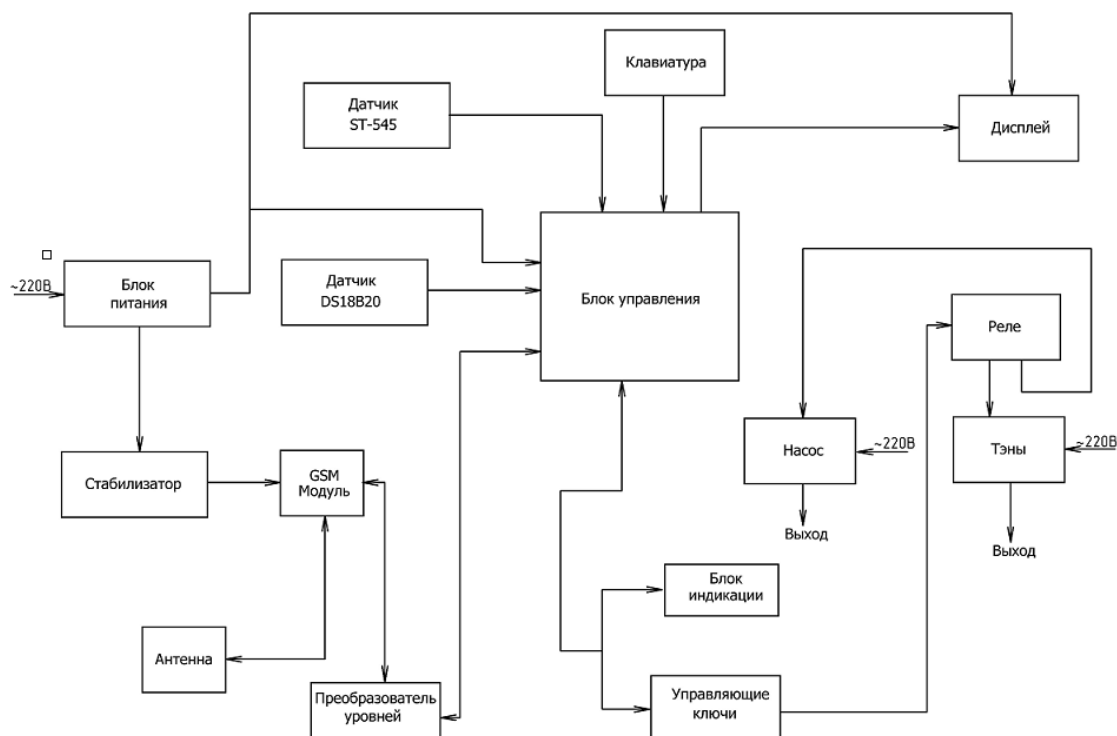 Клавиатура
Датчик
ST-545
Дисплей
~220В
Блок
питания
Датчик
DS18B20
Блок управления
Реле
Стабилизатор
GSM
Модуль
Насос
~220В
Тэны
~220В
Выход
Выход
Блок
индикации
Антенна
Преобразователь
уровней
Управляющие
ключи